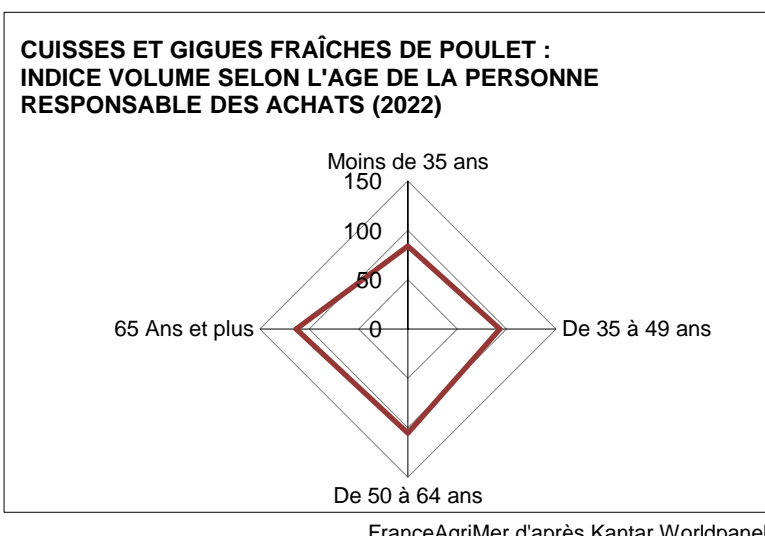 CUISSES ET GIGUES FRAÎCHES DE POULET :
INDICE VOLUME SELON L'AGE DE LA PERSONNE
RESPONSABLE DES ACHATS (2022)
Moins de 35 ans
150
100
50
65 Ans et plus
0
De 35 à 49 ans
De 50 à 64 ans
FranceAgriMer d'après Kantar Worldpanel